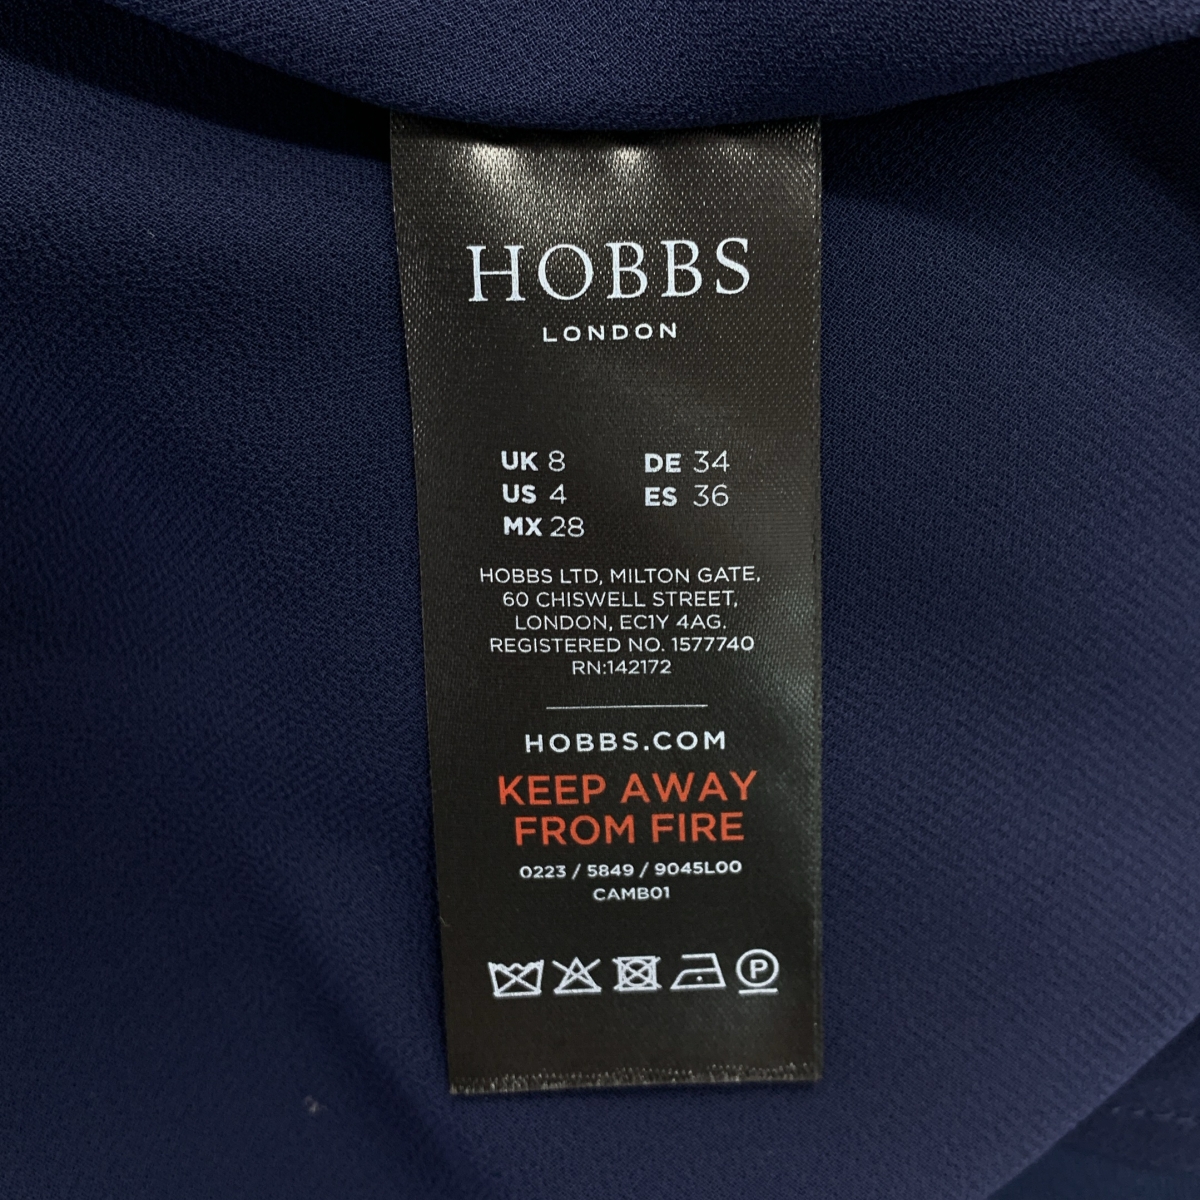 HOBBS
LONDON
UK 8 DE 34
US 4 ES 36
MX 28
HOBBS LTD, MILTON GATE,
60 CHISWELL STREET,
LONDON, EC1Y 4AG.
REGISTERED NO. 1577740
RN:142172
HOBBS.COM
KEEP AWAY
FROM FIRE
0223 / 5849 / 9045L00
CAMB01
P